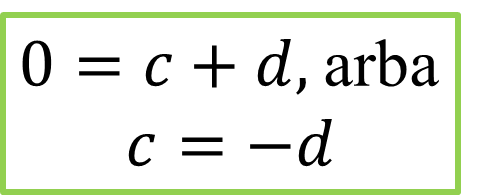 0 = c + d, arba
c = −d